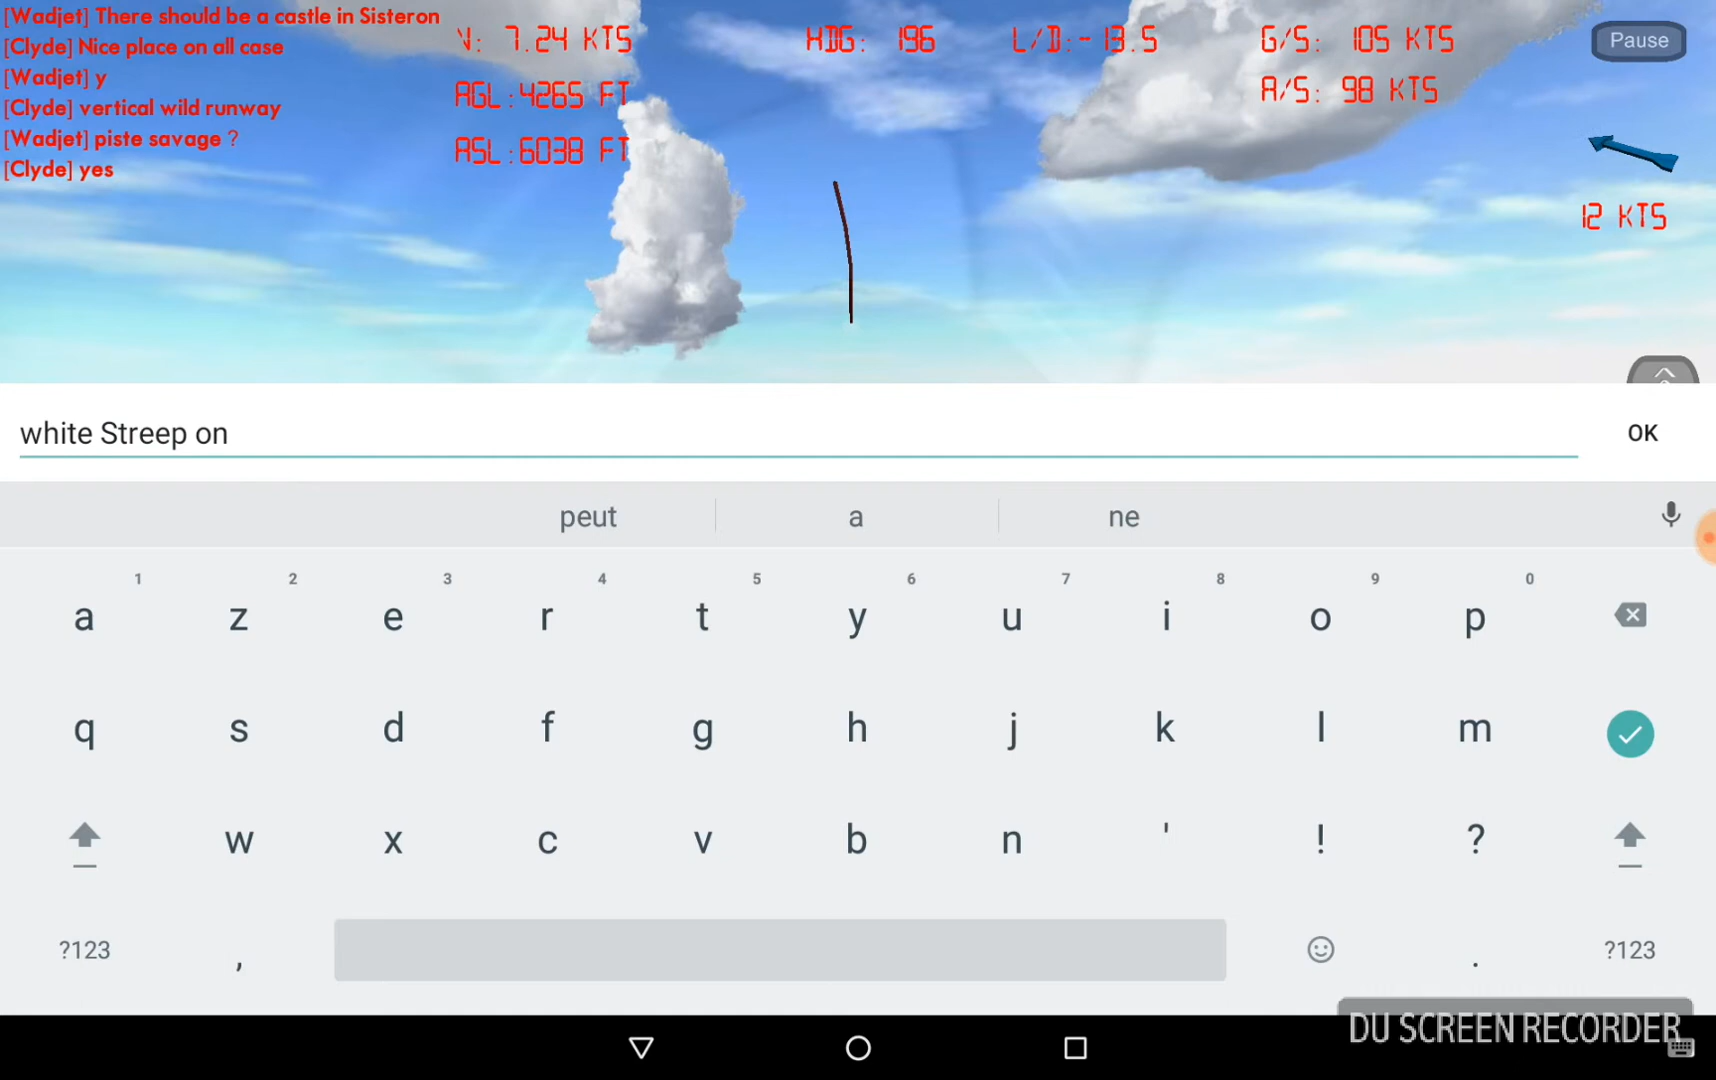 [Wadjet] There should be a castle in Sisteron
[Clyde] Nice place on all case
[Wadjet] y
[Clyde] vertical wild runway
[Wadjet] piste savage ?
[Clyde] yes
V: 7.24 KTS
AGL:4265 FT
ASL:6038 FT
HDG: 196
L/D:-13.5
G/S: 105 KTS
A/S: 98 KTS
Pause
12 KTS
white Streep on
OK
peut a ne
1 2 3 4 5 6 7 8 9 0
a z e r t y u i o p
q s d f g h j k l m
w x c v b n ' ! ?
?123 , . ?123
DU SCREEN RECORDER